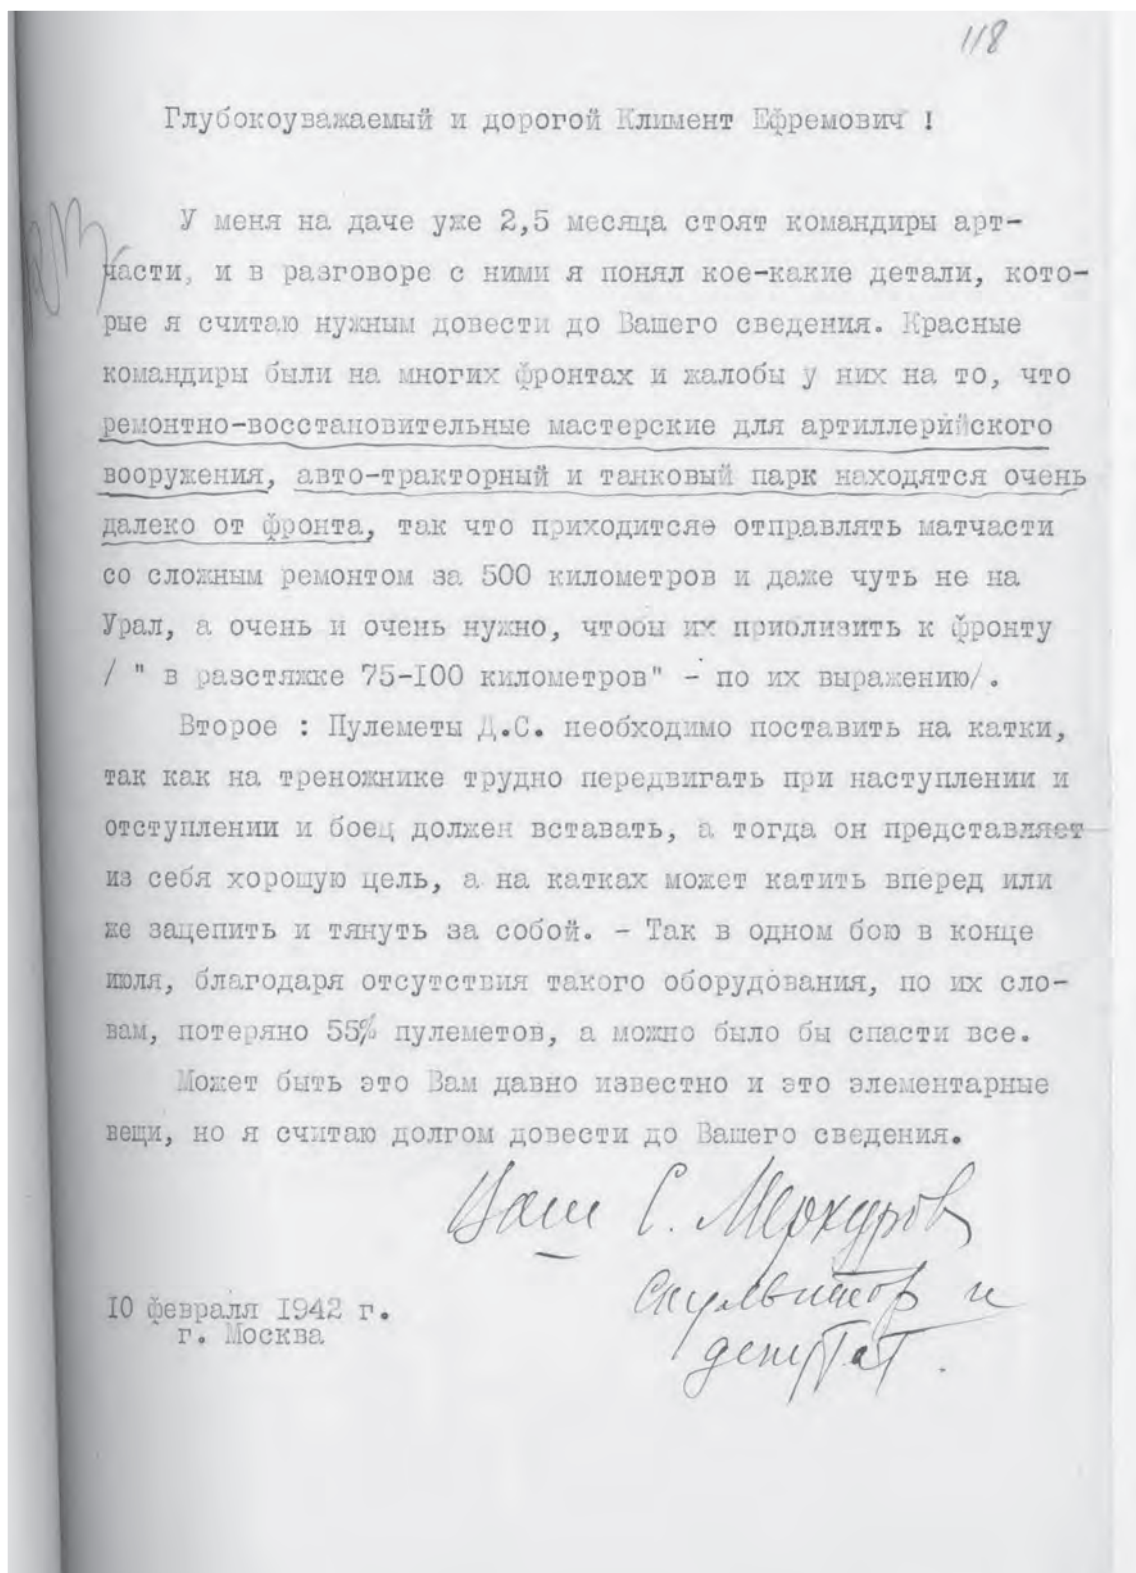 118
Глубокоуважаемый и дорогой Климент Ефремович !
У меня на даче уже 2,5 месяца стоят командиры арт-
части, и в разговоре с ними я понял кое-какие детали, кото-
рые я считаю нужным довести до Вашего сведения. Красные
командиры были на многих фронтах и жалобы у них на то, что
ремонтно-восстановительные мастерские для артиллерийского
вооружения, авто-тракторный и танковый парк находятся очень
далеко от фронта, так что приходится отправлять матчасти
со сложным ремонтом за 500 километров и даже чуть не на
Урал, а очень и очень нужно, чтобы их приблизить к фронту
/ " в разстяжке 75-100 километров" - по их выражению/.
Второе : Пулеметы Д.С. необходимо поставить на катки,
так как на треножнике трудно передвигать при наступлении и
отступлении и боец должен вставать, а тогда он представляет
из себя хорошую цель, а на катках может катить вперед или
же зацепить и тянуть за собой. - Так в одном бою в конце
июля, благодаря отсутствия такого оборудования, по их сло-
вам, потеряно 55% пулеметов, а можно было бы спасти все.
Может быть это Вам давно известно и это элементарные
вещи, но я считаю долгом довести до Вашего сведения.
Ваш С. Меркуров
скульптор и
депутат.
10 февраля 1942 г.
г. Москва